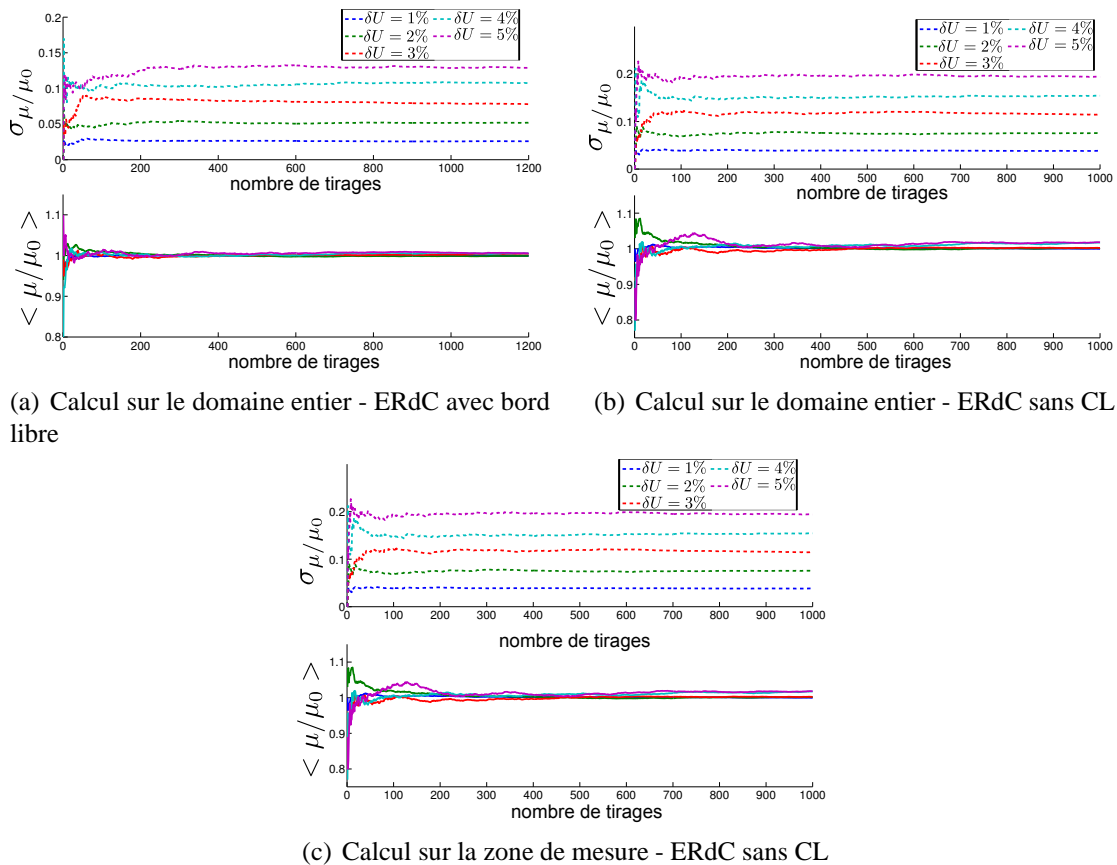 0.2
0.15
0.1
0.05
0
σ_μ/μ₀
δU = 1%
δU = 4%
δU = 2%
δU = 5%
δU = 3%
0 200 400 600 800 1000 1200
nombre de tirages
1.1
1
0.9
0.8
< μ/μ₀ >
0 200 400 600 800 1000 1200
nombre de tirages
(a) Calcul sur le domaine entier - ERdC avec bord
libre
0.2
0.1
0
σ_μ/μ₀
δU = 1%
δU = 4%
δU = 2%
δU = 5%
δU = 3%
0 100 200 300 400 500 600 700 800 900 1000
nombre de tirages
1.1
1
0.9
0.8
< μ/μ₀ >
0 100 200 300 400 500 600 700 800 900 1000
nombre de tirages
(b) Calcul sur le domaine entier - ERdC sans CL
0.2
0.1
0
σ_μ/μ₀
δU = 1%
δU = 4%
δU = 2%
δU = 5%
δU = 3%
0 100 200 300 400 500 600 700 800 900 1000
nombre de tirages
1.1
1
0.9
0.8
< μ/μ₀ >
0 100 200 300 400 500 600 700 800 900 1000
nombre de tirages
(c) Calcul sur la zone de mesure - ERdC sans CL